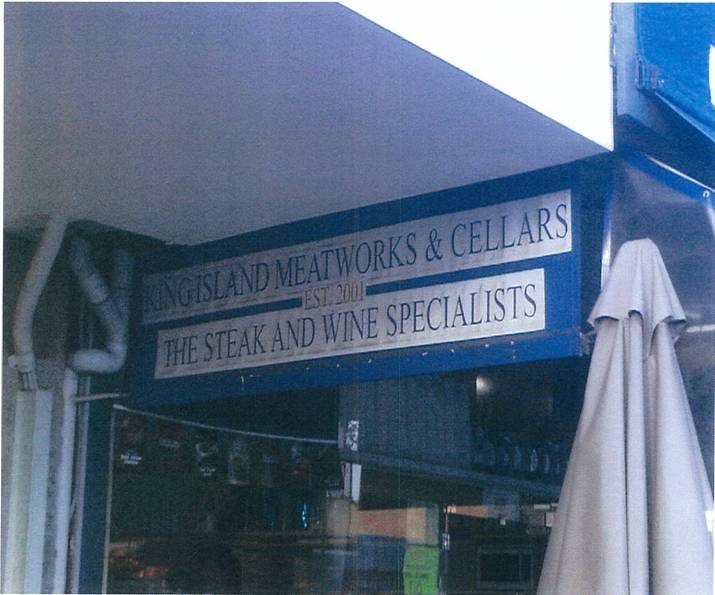 KING ISLAND MEATWORKS & CELLARS
EST. 2001
THE STEAK AND WINE SPECIALISTS